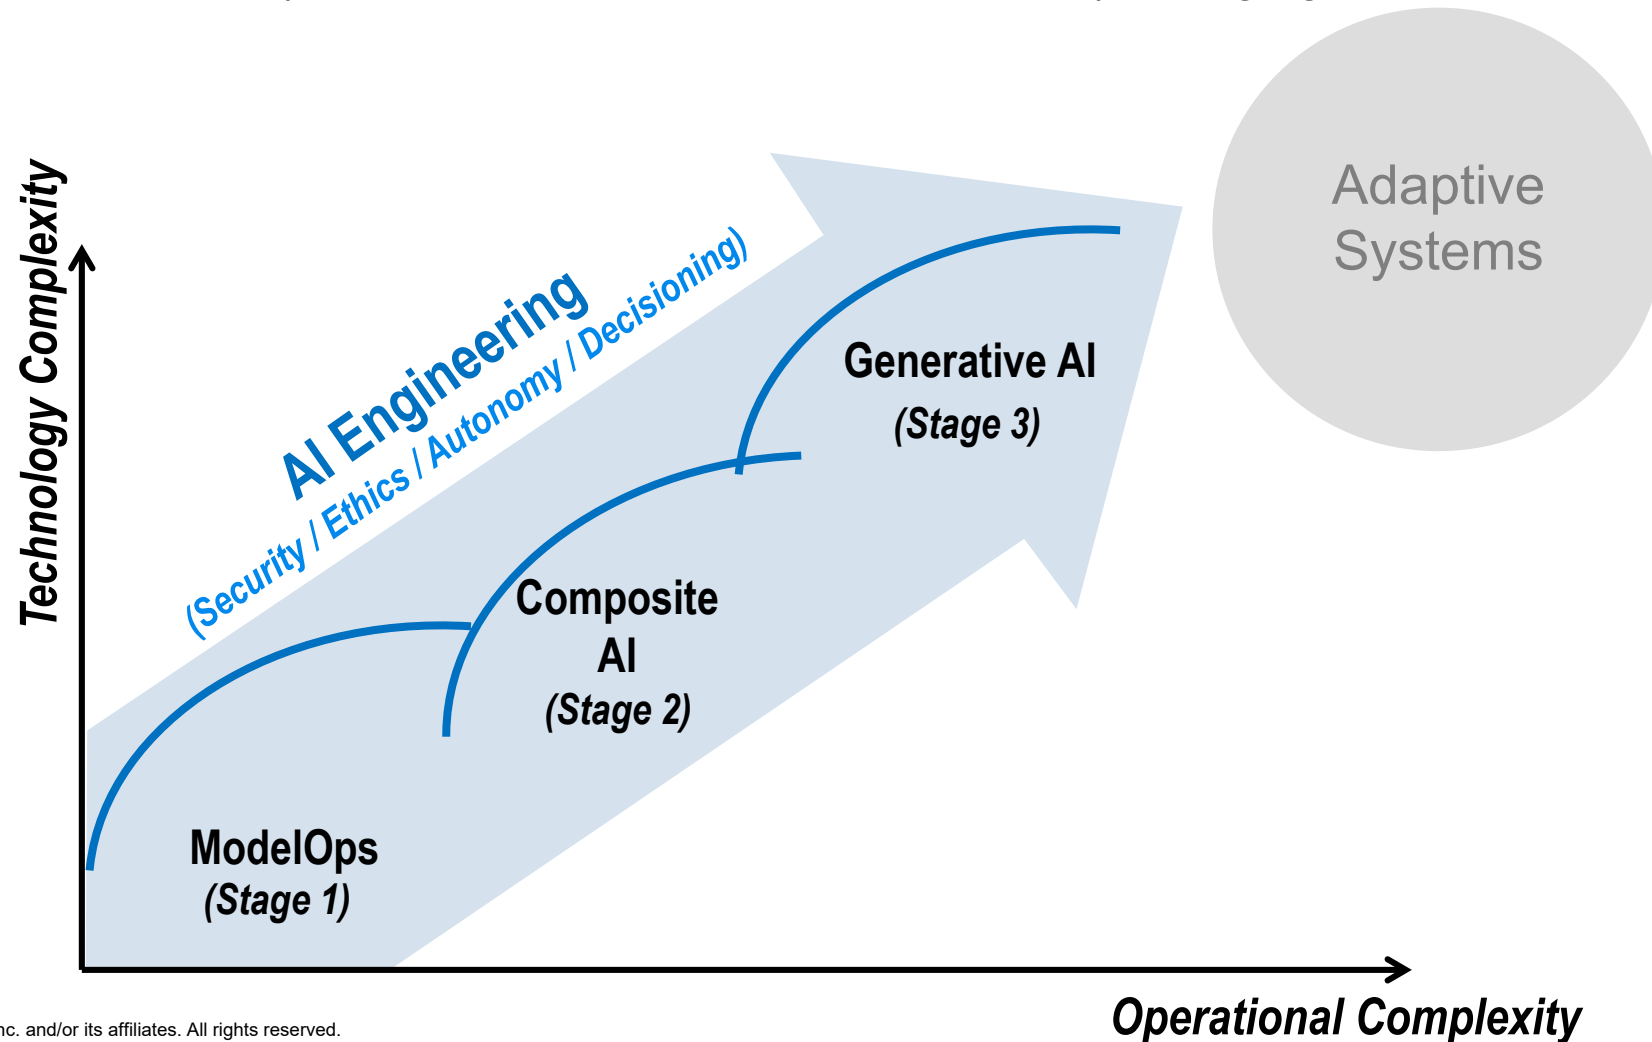 Adaptive
Systems
Technology Complexity
AI Engineering
(Security / Ethics / Autonomy / Decisioning)
Generative AI
(Stage 3)
Composite
AI
(Stage 2)
ModelOps
(Stage 1)
Operational Complexity
nc. and/or its affiliates. All rights reserved.